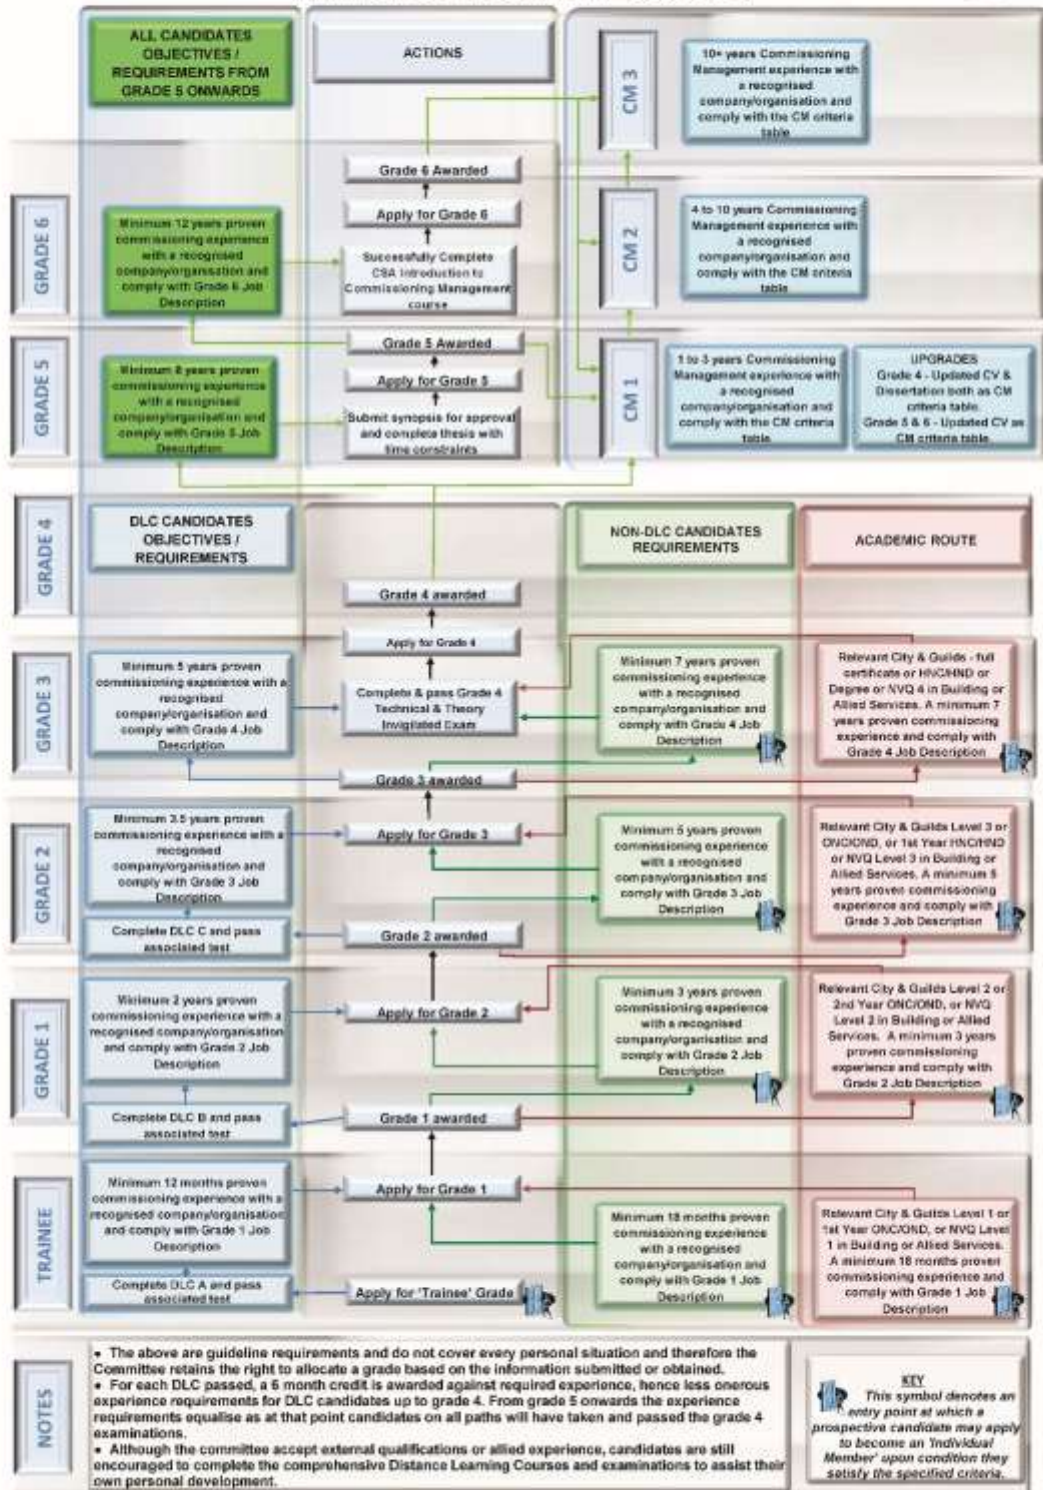 ALL CANDIDATES
OBJECTIVES /
REQUIREMENTS FROM
GRADE 5 ONWARDS
ACTIONS
CM 3
10+ years Commissioning
Management experience with
a recognised
company/organisation and
comply with the CM criteria
table
GRADE 6
Minimum 12 years proven
commissioning experience
with a recognised
company/organisation and
comply with Grade 6 Job
Description
Grade 6 Awarded
Apply for Grade 6
Successfully Complete
CSA Introduction to
Commissioning Management
course
CM 2
4 to 10 years Commissioning
Management experience with
a recognised
company/organisation and
comply with the CM criteria
table
GRADE 5
Minimum 8 years proven
commissioning experience
with a recognised
company/organisation and
comply with Grade 5 Job
Description
Grade 5 Awarded
Apply for Grade 5
Submit synopsis for approval
and complete thesis with
time constraints
CM 1
1 to 3 years Commissioning
Management experience with
a recognised
company/organisation and
comply with the CM criteria
table
UPGRADES
Grade 4 - Updated CV &
Dissertation both as CM
criteria table.
Grade 5 & 6 - Updated CV as
CM criteria table
GRADE 4
DLC CANDIDATES
OBJECTIVES /
REQUIREMENTS
NON-DLC CANDIDATES
REQUIREMENTS
ACADEMIC ROUTE
Grade 4 awarded
Apply for Grade 4
GRADE 3
Minimum 5 years proven
commissioning experience with a
recognised
company/organisation and
comply with Grade 4 Job
Description
Complete & pass Grade 4
Technical & Theory
Invigilated Exam
Minimum 7 years proven
commissioning experience
with a recognised
company/organisation and
comply with Grade 4 Job
Description
Relevant City & Guilds - full
certificate or HNC/HND or
Degree or NVQ 4 in Building or
Allied Services. A minimum 7
years proven commissioning
experience and comply with
Grade 4 Job Description
Grade 3 awarded
GRADE 2
Minimum 3.5 years proven
commissioning experience with a
recognised
company/organisation and
comply with Grade 3 Job
Description
Complete DLC C and pass
associated test
Apply for Grade 3
Grade 2 awarded
Minimum 5 years proven
commissioning experience
with a recognised
company/organisation and
comply with Grade 3 Job
Description
Relevant City & Guilds Level 3 or
ONC/OND, or 1st Year HNC/HND
or NVQ Level 3 in Building or
Allied Services. A minimum 5
years proven commissioning
experience and comply with
Grade 3 Job Description
GRADE 1
Minimum 2 years proven
commissioning experience with a
recognised company/organisation
and comply with Grade 2 Job
Description
Complete DLC B and pass
associated test
Apply for Grade 2
Grade 1 awarded
Minimum 3 years proven
commissioning experience
with a recognised
company/organisation and
comply with Grade 2 Job
Description
Relevant City & Guilds Level 2 or
2nd Year ONC/OND, or NVQ
Level 2 in Building or Allied
Services. A minimum 3 years
proven commissioning
experience and comply with
Grade 2 Job Description
TRAINEE
Minimum 12 months proven
commissioning experience with a
recognised company/organisation
and comply with Grade 1 Job
Description
Complete DLC A and pass
associated test
Apply for Grade 1
Apply for 'Trainee' Grade
Minimum 18 months proven
commissioning experience
with a recognised
company/organisation and
comply with Grade 1 Job
Description
Relevant City & Guilds Level 1 or
1st Year ONC/OND, or NVQ Level
1 in Building or Allied Services.
A minimum 18 months proven
commissioning experience and
comply with Grade 1 Job
Description
NOTES
• The above are guideline requirements and do not cover every personal situation and therefore the
Committee retains the right to allocate a grade based on the information submitted or obtained.
• For each DLC passed, a 6 month credit is awarded against required experience, hence less onerous
experience requirements for DLC candidates up to grade 4. From grade 5 onwards the experience
requirements equalise as at that point candidates on all paths will have taken and passed the grade 4
examinations.
• Although the committee accept external qualifications or allied experience, candidates are still
encouraged to complete the comprehensive Distance Learning Courses and examinations to assist their
own personal development.
KEY
This symbol denotes an
entry point at which a
prospective candidate may apply
to become an 'Individual
Member' upon condition they
satisfy the specified criteria.